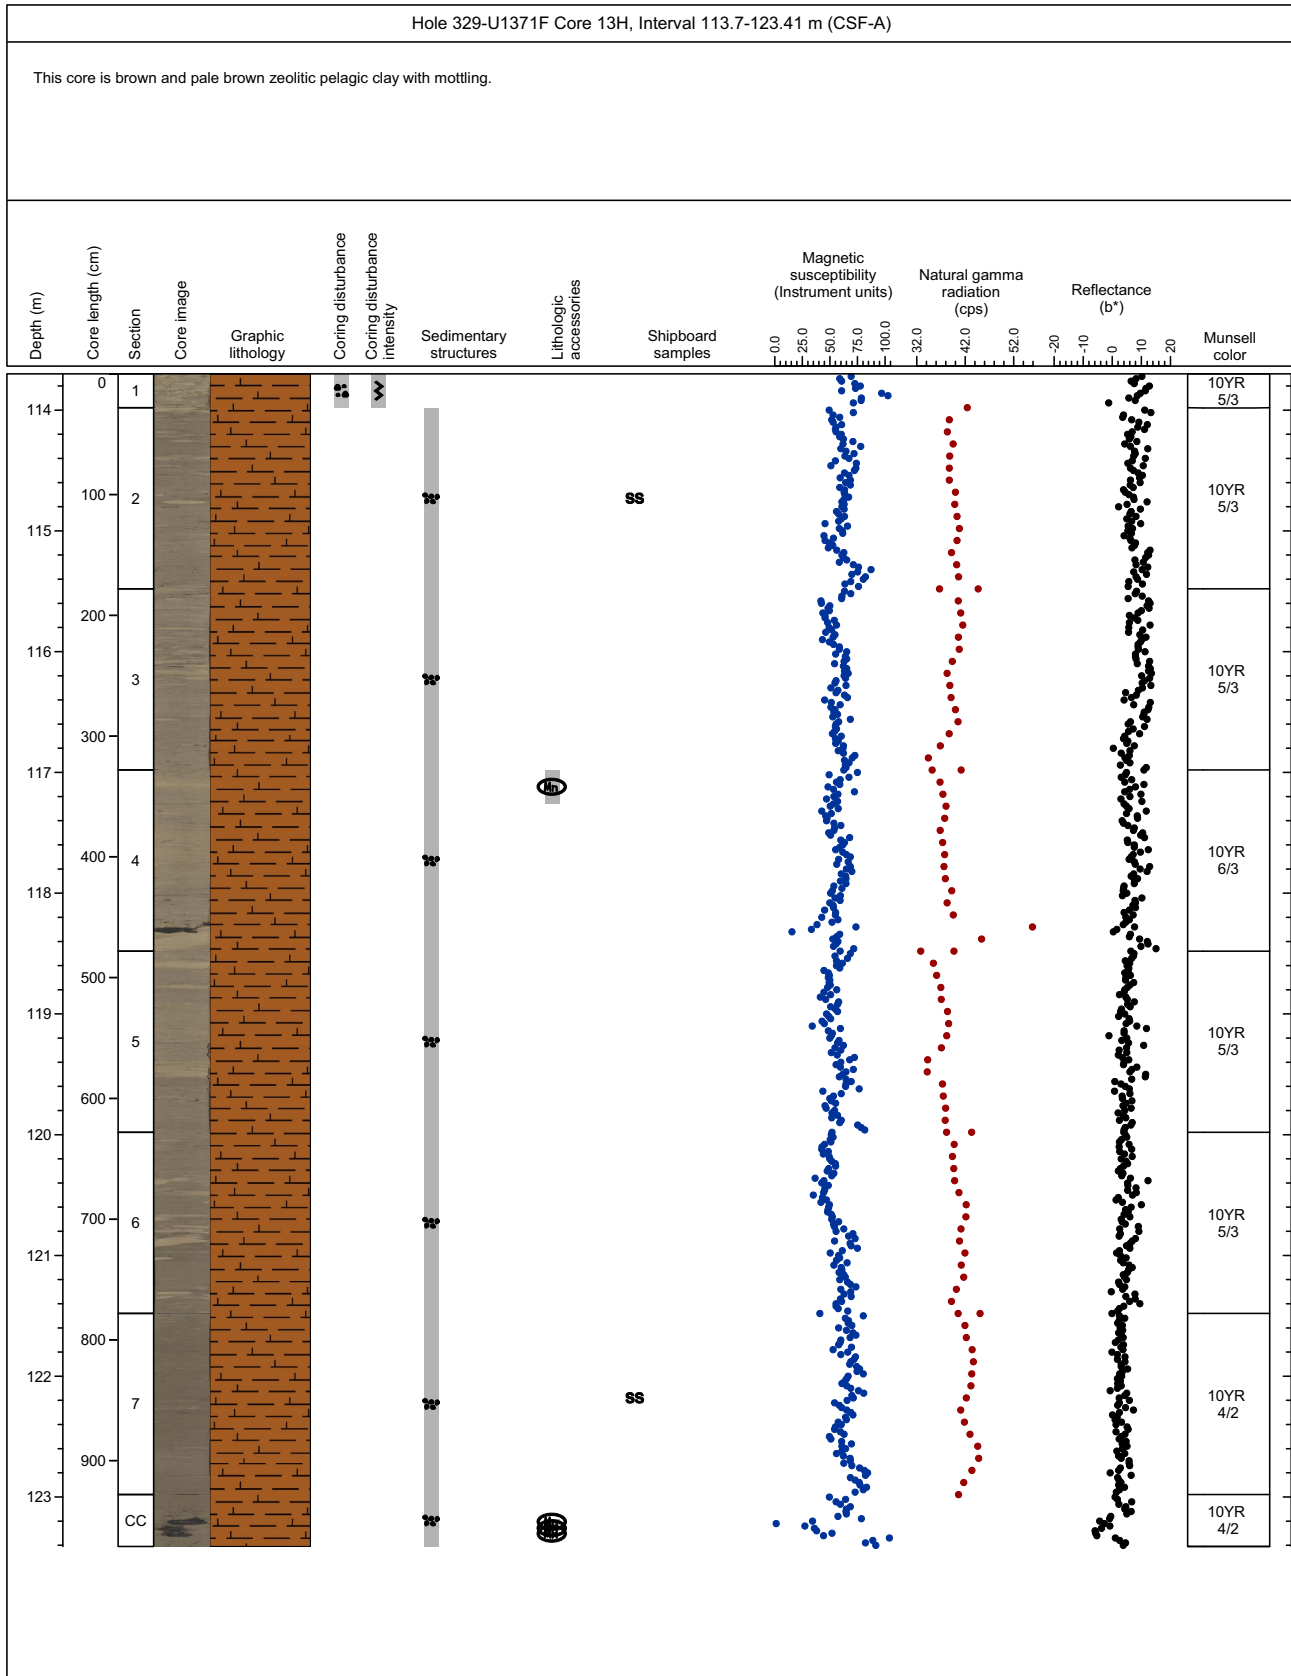 Hole 329-U1371F Core 13H, Interval 113.7-123.41 m (CSF-A)
This core is brown and pale brown zeolitic pelagic clay with mottling.
Depth (m)
Core length (cm)
Section
Core image
Graphic
lithology
Coring disturbance
Coring disturbance
intensity
Sedimentary
structures
Lithologic
accessories
Shipboard
samples
Magnetic
susceptibility
(Instrument units)
0.0 25.0 50.0 75.0 100.0
Natural gamma
radiation
(cps)
32.0 42.0 52.0
Reflectance
(b*)
-20 -10 0 10 20
Munsell
color
0
1
10YR
5/3
114
100
2
SS
10YR
5/3
115
200
116
3
10YR
5/3
300
117
Mn
400
4
10YR
6/3
118
500
119
5
10YR
5/3
600
120
700
6
10YR
5/3
121
800
122
7
SS
10YR
4/2
900
123
CC
10YR
4/2